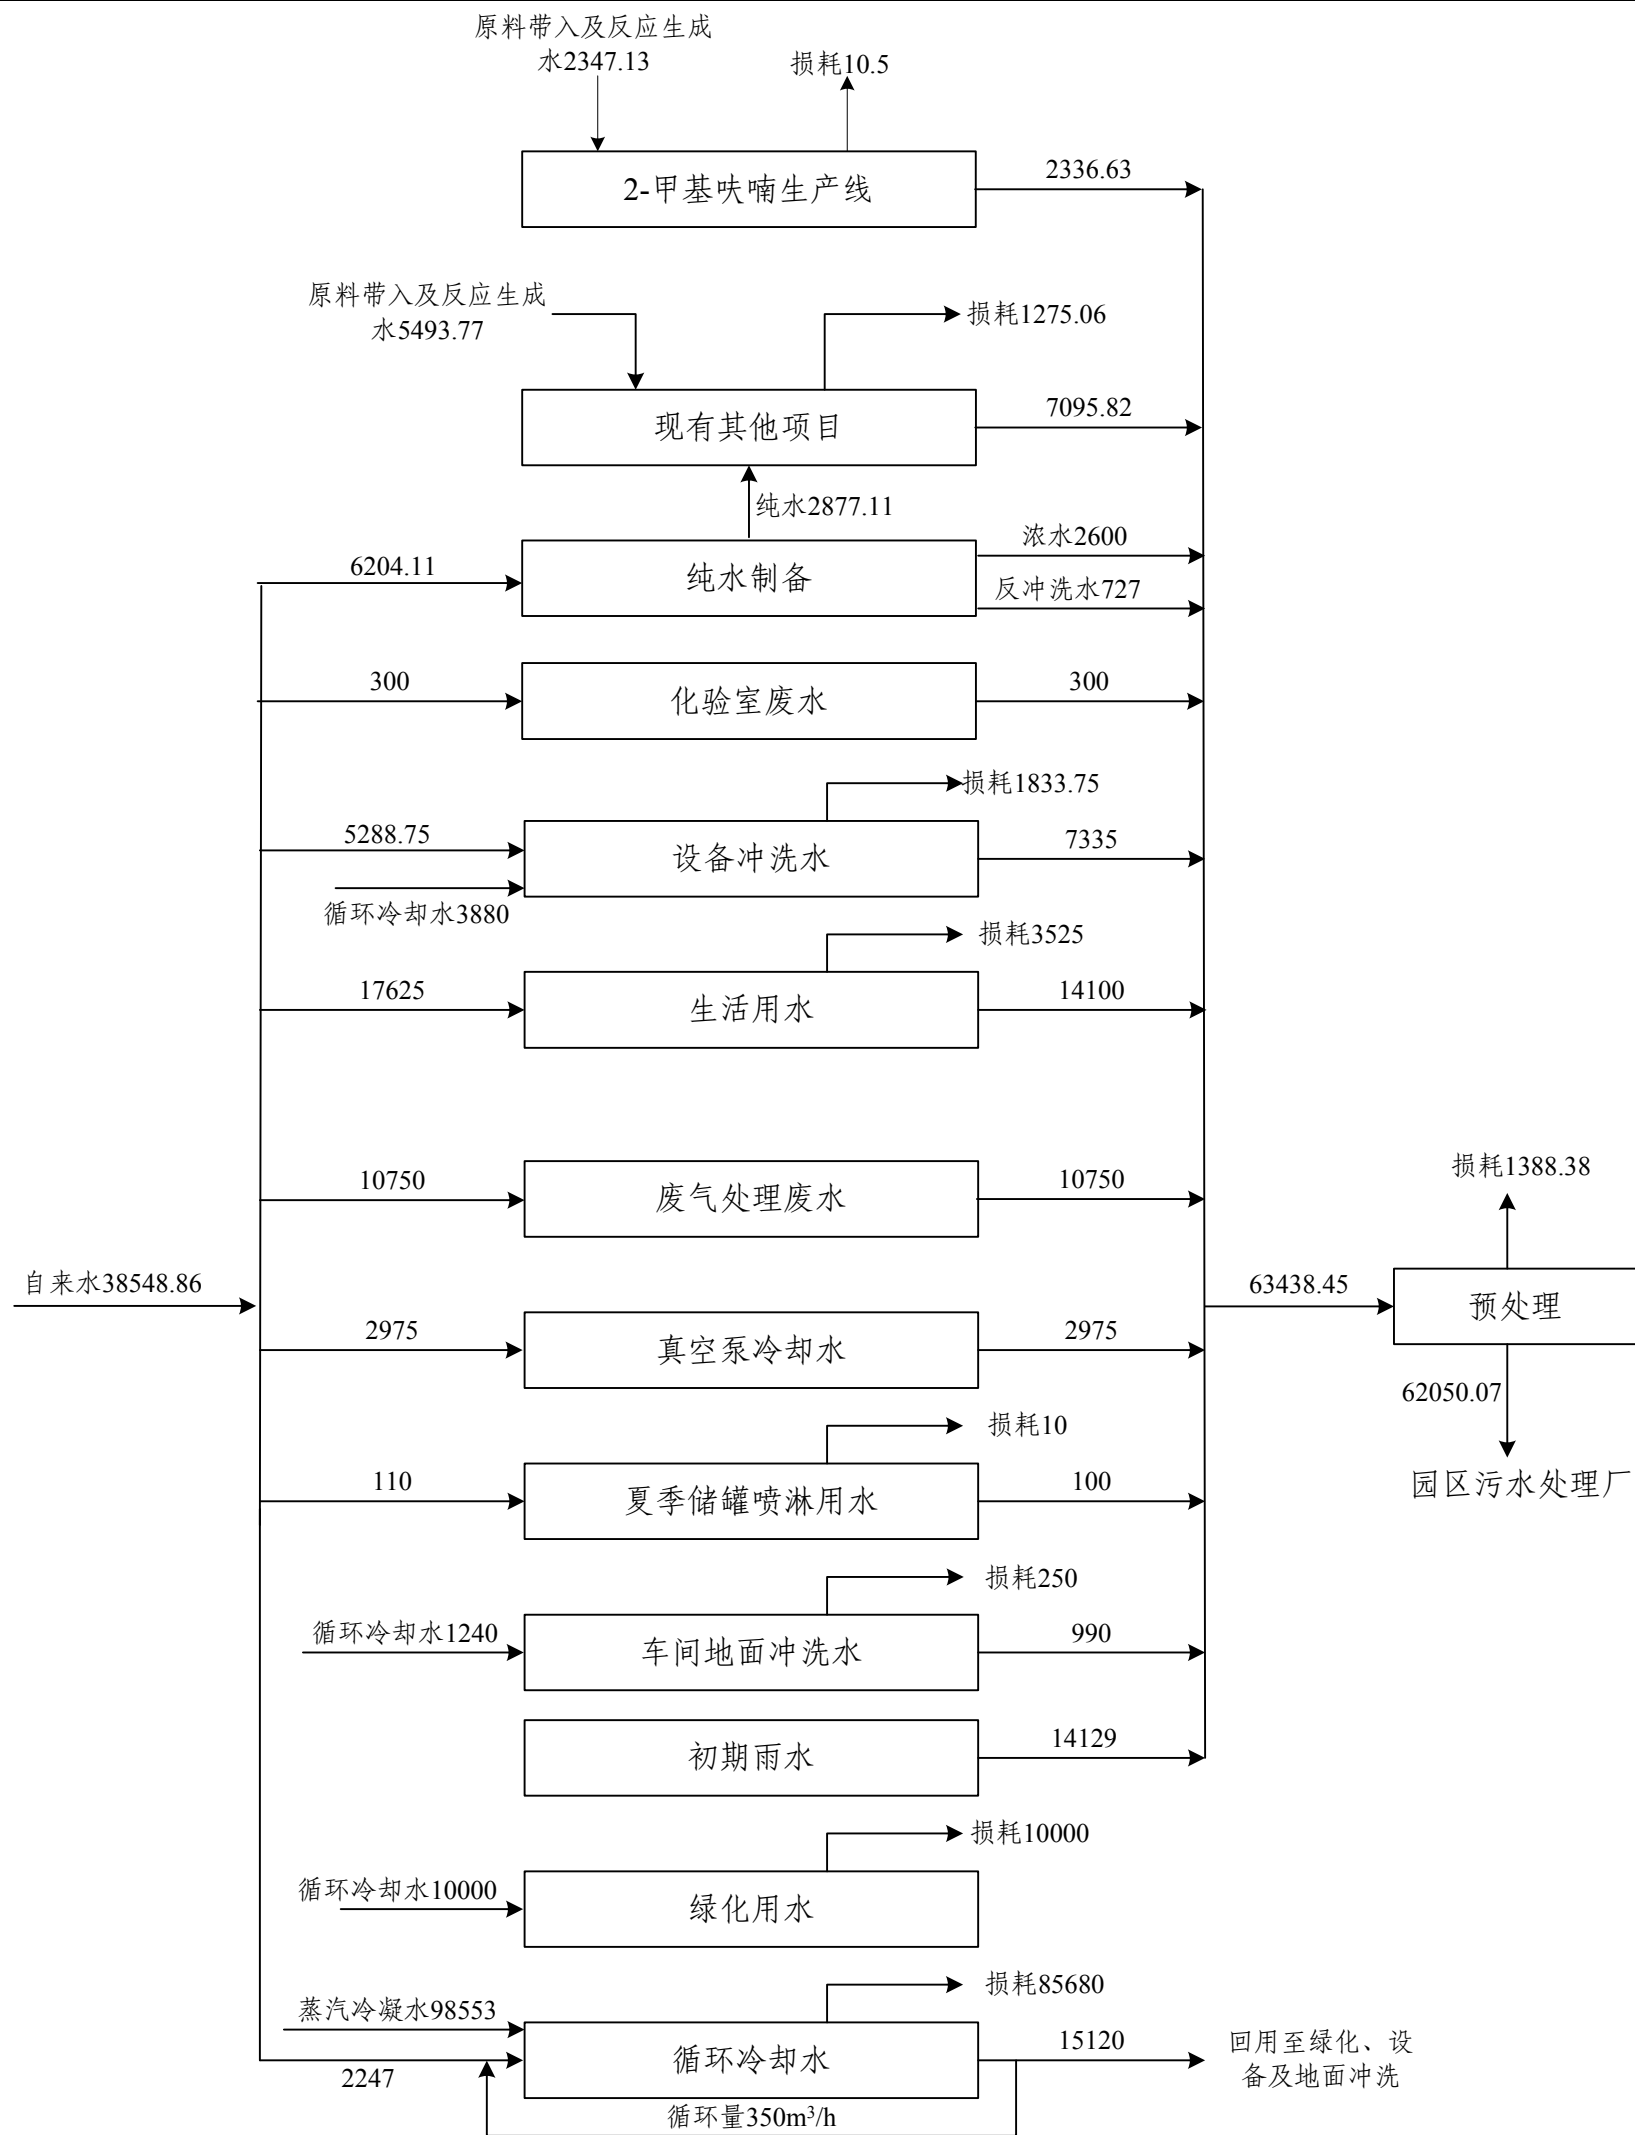 原料带入及反应生成
水2347.13
损耗10.5
2-甲基呋喃生产线
2336.63
原料带入及反应生成
水5493.77
损耗1275.06
现有其他项目
7095.82
纯水2877.11
6204.11
纯水制备
浓水2600
反冲洗水727
300
化验室废水
300
损耗1833.75
5288.75
设备冲洗水
7335
循环冷却水3880
损耗3525
17625
生活用水
14100
10750
废气处理废水
10750
损耗1388.38
自来水38548.86
63438.45
预处理
2975
真空泵冷却水
2975
62050.07
园区污水处理厂
损耗10
110
夏季储罐喷淋用水
100
损耗250
循环冷却水1240
车间地面冲洗水
990
初期雨水
14129
损耗10000
循环冷却水10000
绿化用水
损耗85680
蒸汽冷凝水98553
循环冷却水
15120
回用至绿化、设
备及地面冲洗
2247
循环量350m³/h